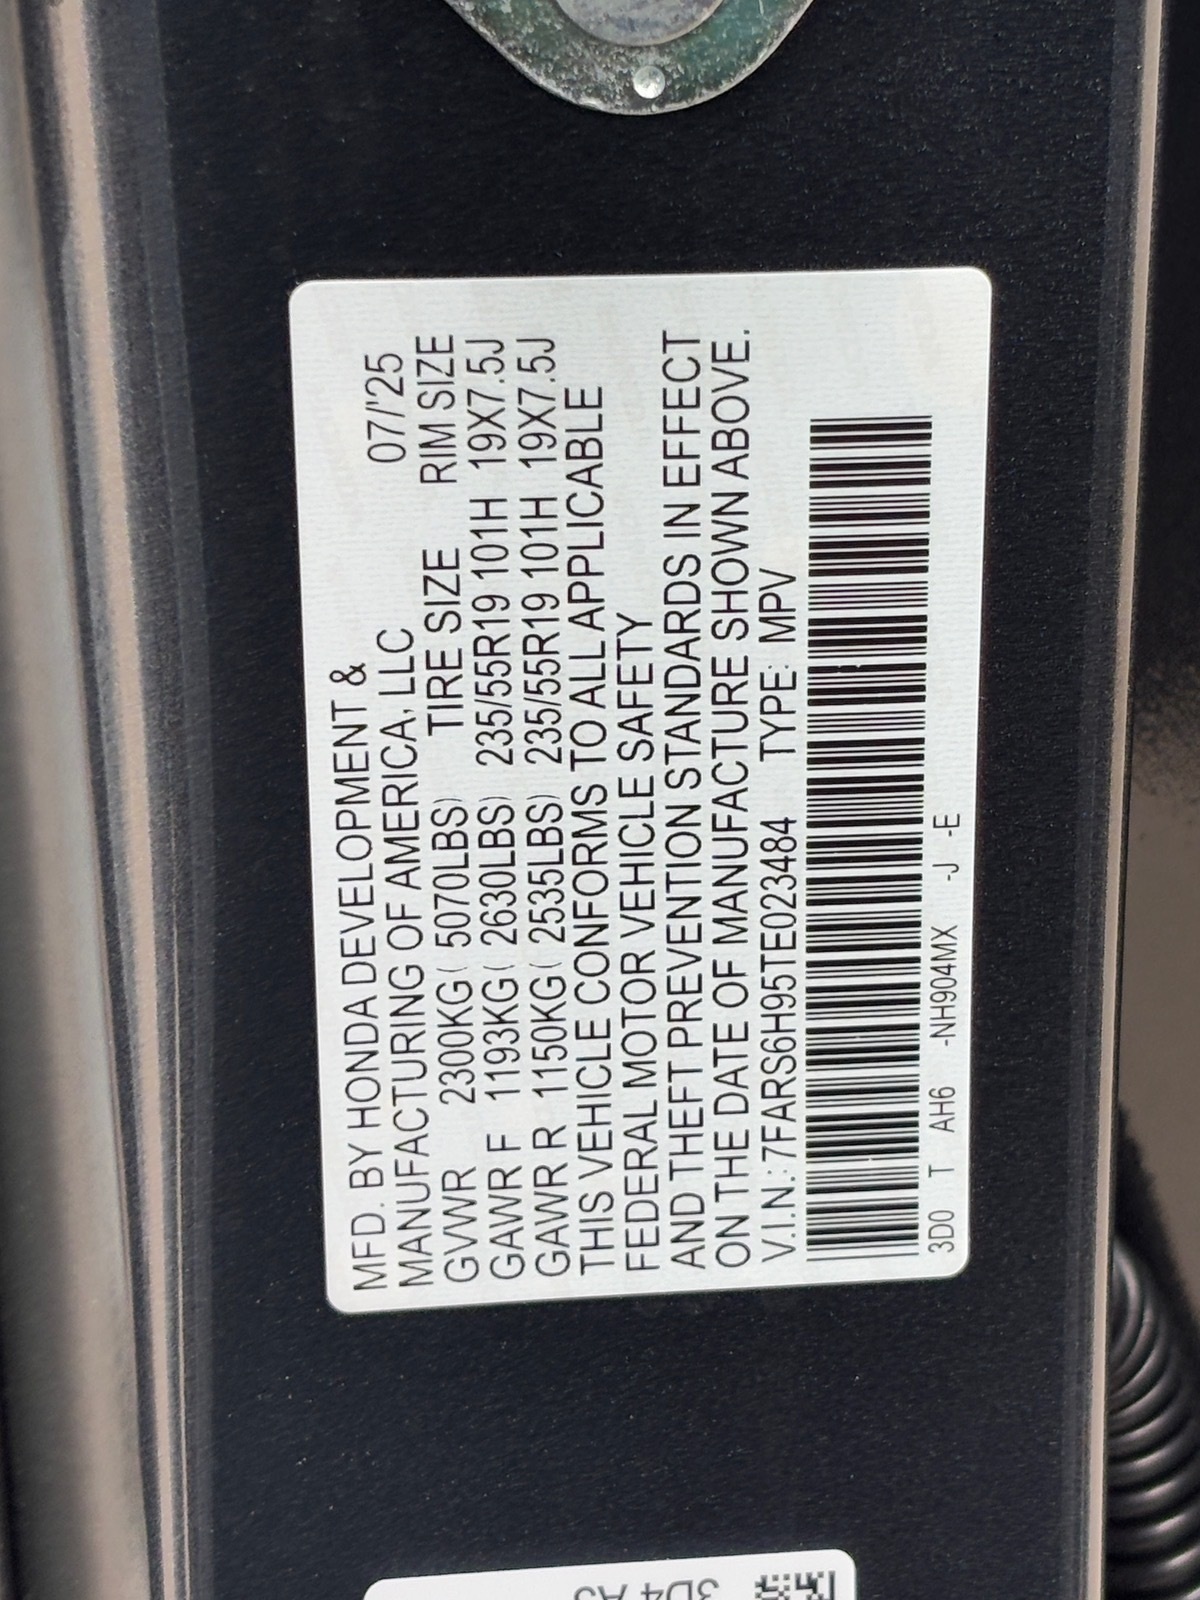 MFD. BY HONDA DEVELOPMENT &
MANUFACTURING OF AMERICA, LLC 07/'25
GVWR 2300KG( 5070LBS) TIRE SIZE RIM SIZE
GAWR F 1193KG( 2630LBS) 235/55R19 101H 19X7.5J
GAWR R 1150KG( 2535LBS) 235/55R19 101H 19X7.5J
THIS VEHICLE CONFORMS TO ALL APPLICABLE
FEDERAL MOTOR VEHICLE SAFETY
AND THEFT PREVENTION STANDARDS IN EFFECT
ON THE DATE OF MANUFACTURE SHOWN ABOVE.
V.I.N.: 7FARS6H95TE023484 TYPE: MPV
3D0 T AH6 -NH904MX -J -E